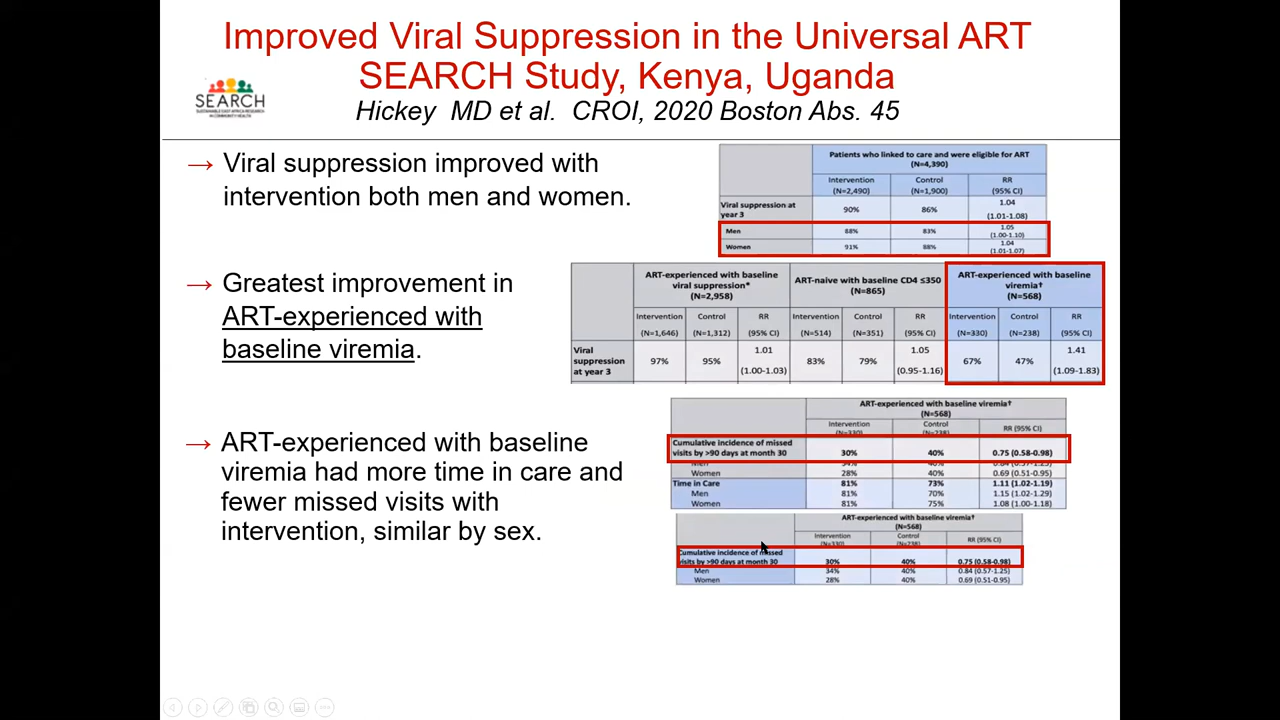 Improved Viral Suppression in the Universal ART
SEARCH Study, Kenya, Uganda
Hickey MD et al. CROI, 2020 Boston Abs. 45
SEARCH
→ Viral suppression improved with
intervention both men and women.
Patients who linked to care and were eligible for ART
(N=4,390)
Intervention Control RR
(N=2,490) (N=1,900) (95% CI)
Viral suppression at year 3 90% 86% 1.04 (1.01-1.08)
Men 88% 83% 1.05 (1.00-1.10)
Women 91% 88% 1.04 (1.01-1.07)
→ Greatest improvement in
ART-experienced with
baseline viremia.
ART-experienced with baseline viral suppression* (N=2,958) ART-naive with baseline CD4 ≤350 (N=865) ART-experienced with baseline viremia† (N=568)
Intervention Control RR Intervention Control RR Intervention Control RR
(N=1,646) (N=1,312) (95% CI) (N=514) (N=351) (95% CI) (N=330) (N=238) (95% CI)
Viral suppression at year 3 97% 95% 1.01 (1.00-1.03) 83% 79% 1.05 (0.95-1.16) 67% 47% 1.41 (1.09-1.83)
→ ART-experienced with baseline
viremia had more time in care and
fewer missed visits with
intervention, similar by sex.
ART-experienced with baseline viremia†
(N=568)
Intervention Control RR (95% CI)
(N=330) (N=238)
Cumulative incidence of missed
visits by >90 days at month 30 30% 40% 0.75 (0.58-0.98)
Men 34% 40% 0.84 (0.57-1.25)
Women 28% 40% 0.69 (0.51-0.95)
Time in Care 81% 73% 1.11 (1.02-1.19)
Men 81% 70% 1.15 (1.02-1.29)
Women 81% 75% 1.08 (1.00-1.18)
ART-experienced with baseline viremia†
(N=568)
Intervention Control RR (95% CI)
(N=330) (N=238)
Cumulative incidence of missed
visits by >90 days at month 30 30% 40% 0.75 (0.58-0.98)
Men 34% 40% 0.84 (0.57-1.25)
Women 28% 40% 0.69 (0.51-0.95)